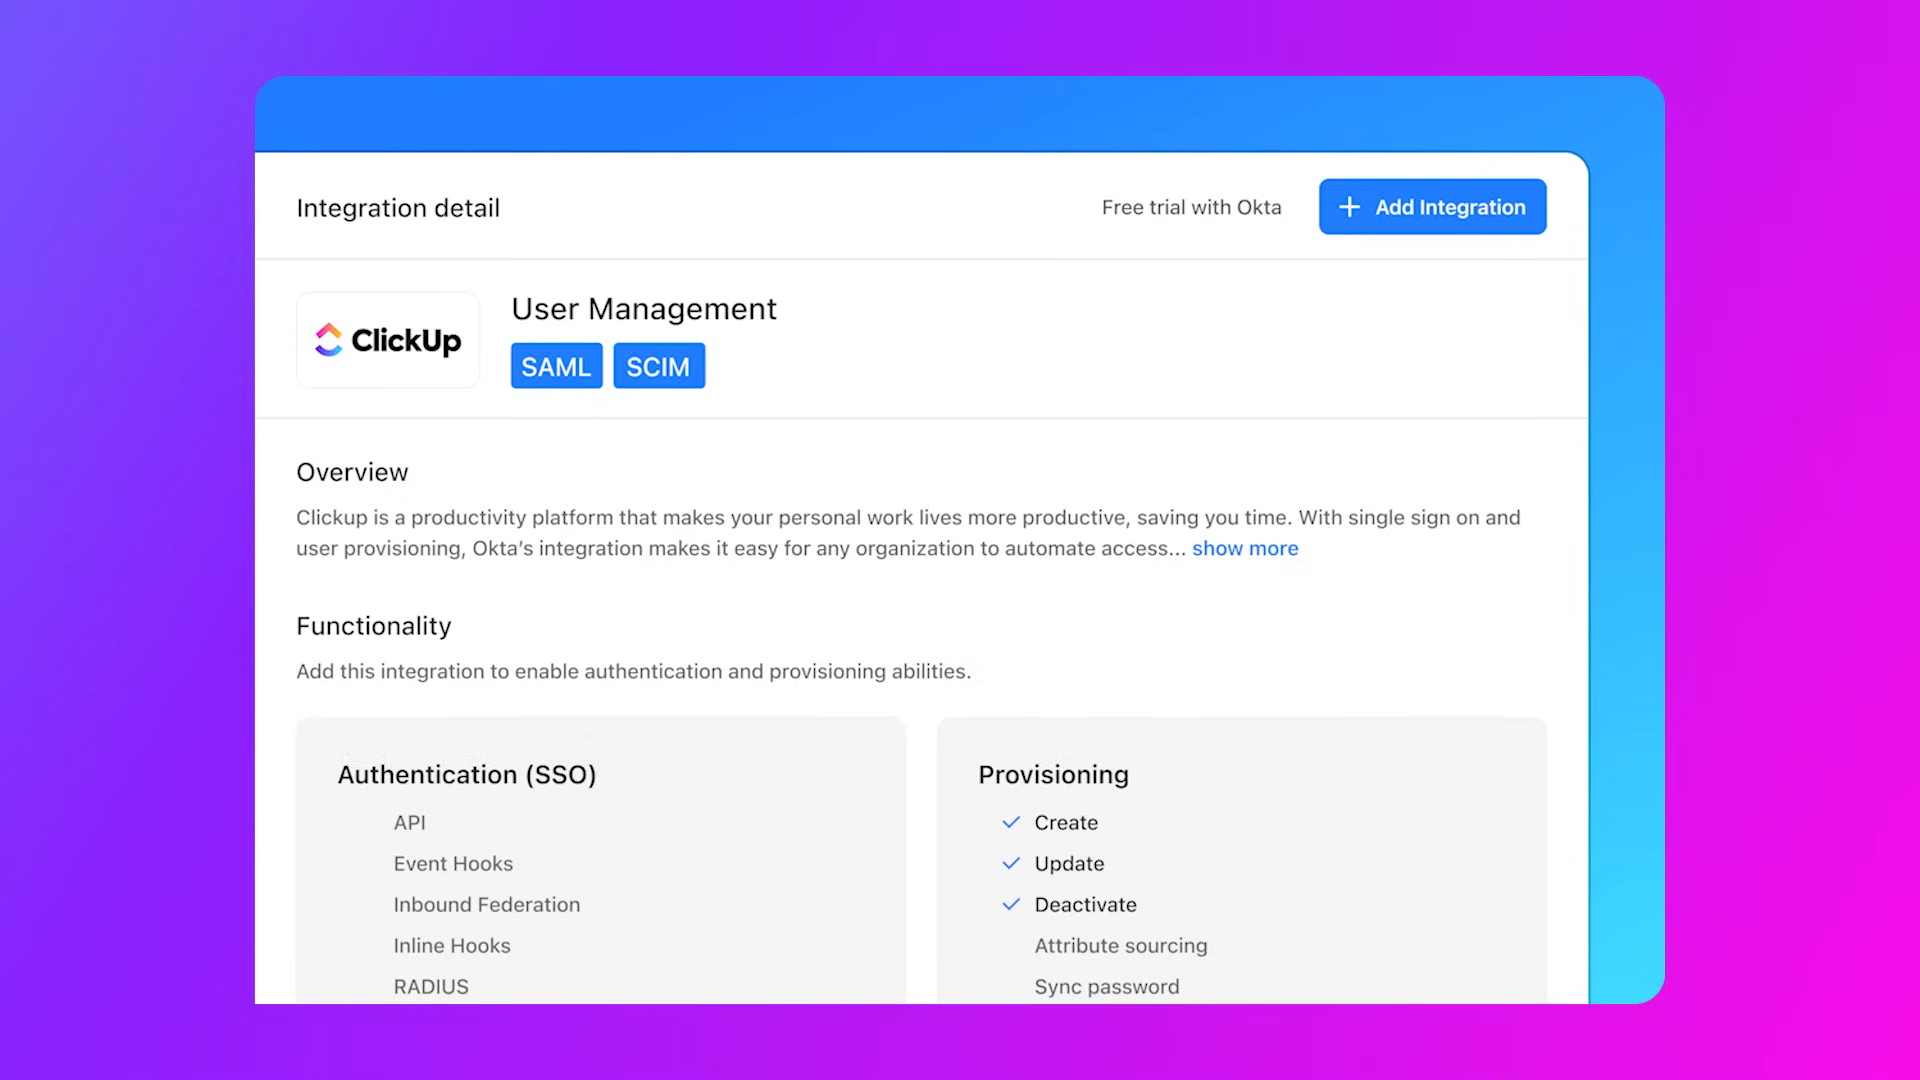 Integration detail
Free trial with Okta
+ Add Integration
ClickUp
User Management
SAML
SCIM
Overview
Clickup is a productivity platform that makes your personal work lives more productive, saving you time. With single sign on and
user provisioning, Okta’s integration makes it easy for any organization to automate access... show more
Functionality
Add this integration to enable authentication and provisioning abilities.
Authentication (SSO)
API
Event Hooks
Inbound Federation
Inline Hooks
RADIUS
Provisioning
Create
Update
Deactivate
Attribute sourcing
Sync password